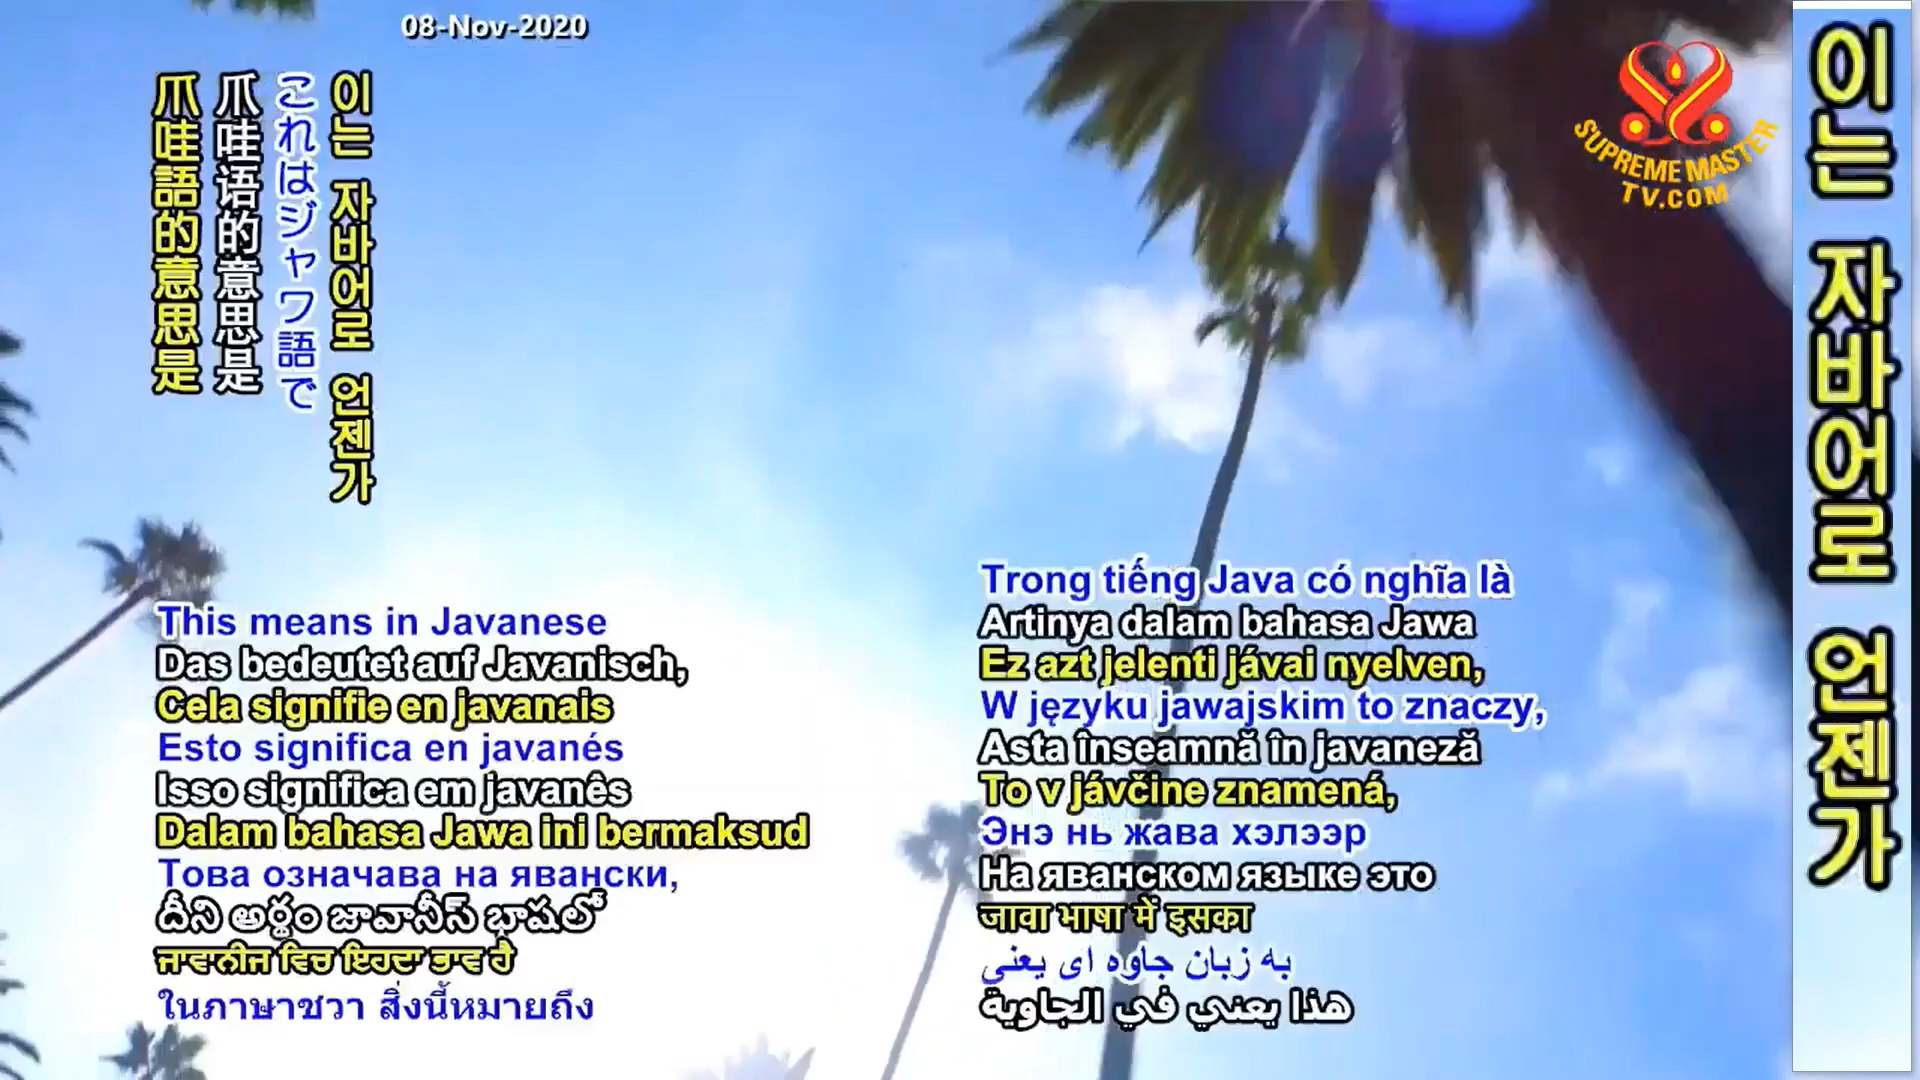 08-Nov-2020
SUPREME MASTER
TV.COM
이는 자바어로 언젠가
これはジャワ語で
爪哇语的意思是
爪哇語的意思是
This means in Javanese
Das bedeutet auf Javanisch,
Cela signifie en javanais
Esto significa en javanés
Isso significa em javanês
Dalam bahasa Jawa ini bermaksud
Това означава на явански,
దీని అర్థం జావానీస్ భాషలో
ਜਾਵਾਨੀਜ ਵਿਚ ਇਹਦਾ ਭਾਵ ਹੈ
ในภาษาชวา สิ่งนี้หมายถึง
Trong tiếng Java có nghĩa là
Artinya dalam bahasa Jawa
Ez azt jelenti jávai nyelven,
W języku jawajskim to znaczy,
Asta înseamnă în javaneză
To v jávčine znamená,
Энэ нь жава хэлээр
На яванском языке это
जावा भाषा में इसका
به زبان جاوه ای یعنی
هذا يعني في الجاوية
이는 자바어로 언젠가